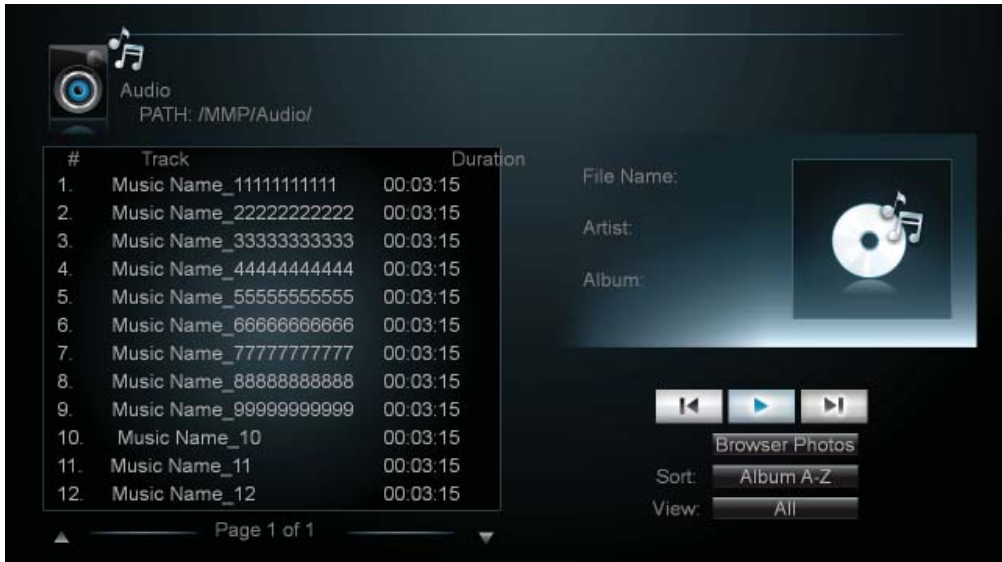 Audio
PATH: /MMP/Audio/
# Track Duration
1. Music Name_11111111111 00:03:15
2. Music Name_22222222222 00:03:15
3. Music Name_33333333333 00:03:15
4. Music Name_44444444444 00:03:15
5. Music Name_55555555555 00:03:15
6. Music Name_66666666666 00:03:15
7. Music Name_77777777777 00:03:15
8. Music Name_88888888888 00:03:15
9. Music Name_99999999999 00:03:15
10. Music Name_10 00:03:15
11. Music Name_11 00:03:15
12. Music Name_12 00:03:15
Page 1 of 1
File Name:
Artist:
Album:
Browser Photos
Sort: Album A-Z
View: All